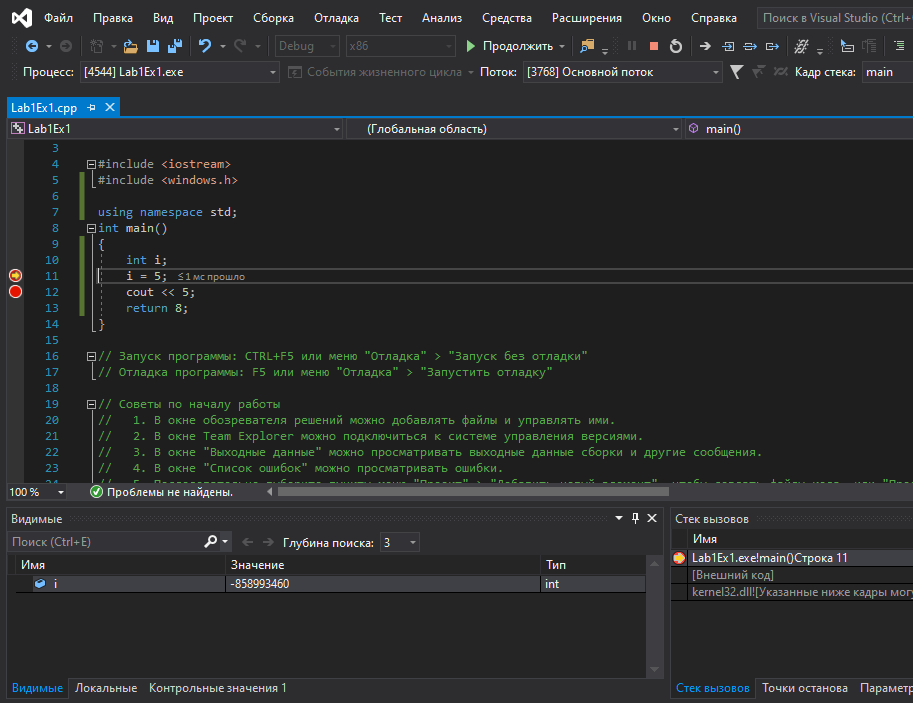 Файл Правка Вид Проект Сборка Отладка Тест Анализ Средства Расширения Окно Справка Поиск в Visual Studio (Ctrl+
Debug x86 Продолжить
Процесс: [4544] Lab1Ex1.exe События жизненного цикла Поток: [3768] Основной поток Кадр стека: main
Lab1Ex1.cpp
Lab1Ex1 (Глобальная область) main()
3
4 #include <iostream>
5 #include <windows.h>
6
7 using namespace std;
8 int main()
9 {
10 int i;
11 i = 5; ≤1 мс прошло
12 cout << 5;
13 return 8;
14 }
15
16 // Запуск программы: CTRL+F5 или меню "Отладка" > "Запуск без отладки"
17 // Отладка программы: F5 или меню "Отладка" > "Запустить отладку"
18
19 // Советы по началу работы
20 // 1. В окне обозревателя решений можно добавлять файлы и управлять ими.
21 // 2. В окне Team Explorer можно подключиться к системе управления версиями.
22 // 3. В окне "Выходные данные" можно просматривать выходные данные сборки и другие сообщения.
23 // 4. В окне "Список ошибок" можно просматривать ошибки.
100 % Проблемы не найдены.
Видимые
Поиск (Ctrl+E) Глубина поиска: 3
Имя Значение Тип
i -858993460 int
Видимые Локальные Контрольные значения 1
Стек вызовов
Имя
Lab1Ex1.exe!main()Строка 11
[Внешний код]
kernel32.dll![Указанные ниже кадры могу
Стек вызовов Точки останова Параметр